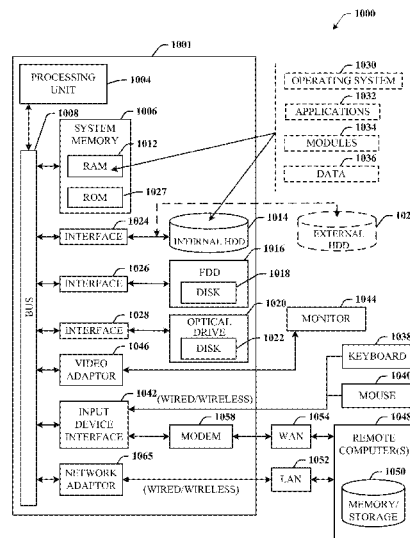 1000
1001
PROCESSING UNIT
1004
1008
1006
SYSTEM MEMORY
1012
RAM
1027
ROM
1030
OPERATING SYSTEM
1032
APPLICATIONS
1034
MODULES
1036
DATA
BUS
1024
INTERFACE
1014
INTERNAL HDD
EXTERNAL HDD
1026
INTERFACE
1016
FDD
1018
DISK
1028
INTERFACE
1020
OPTICAL DRIVE
1022
DISK
1044
MONITOR
1046
VIDEO ADAPTOR
1038
KEYBOARD
1040
MOUSE
1042
INPUT DEVICE INTERFACE
(WIRED/WIRELESS)
1058
MODEM
1054
WAN
1048
REMOTE COMPUTER(S)
1050
MEMORY/ STORAGE
1065
NETWORK ADAPTOR
(WIRED/WIRELESS)
1052
LAN